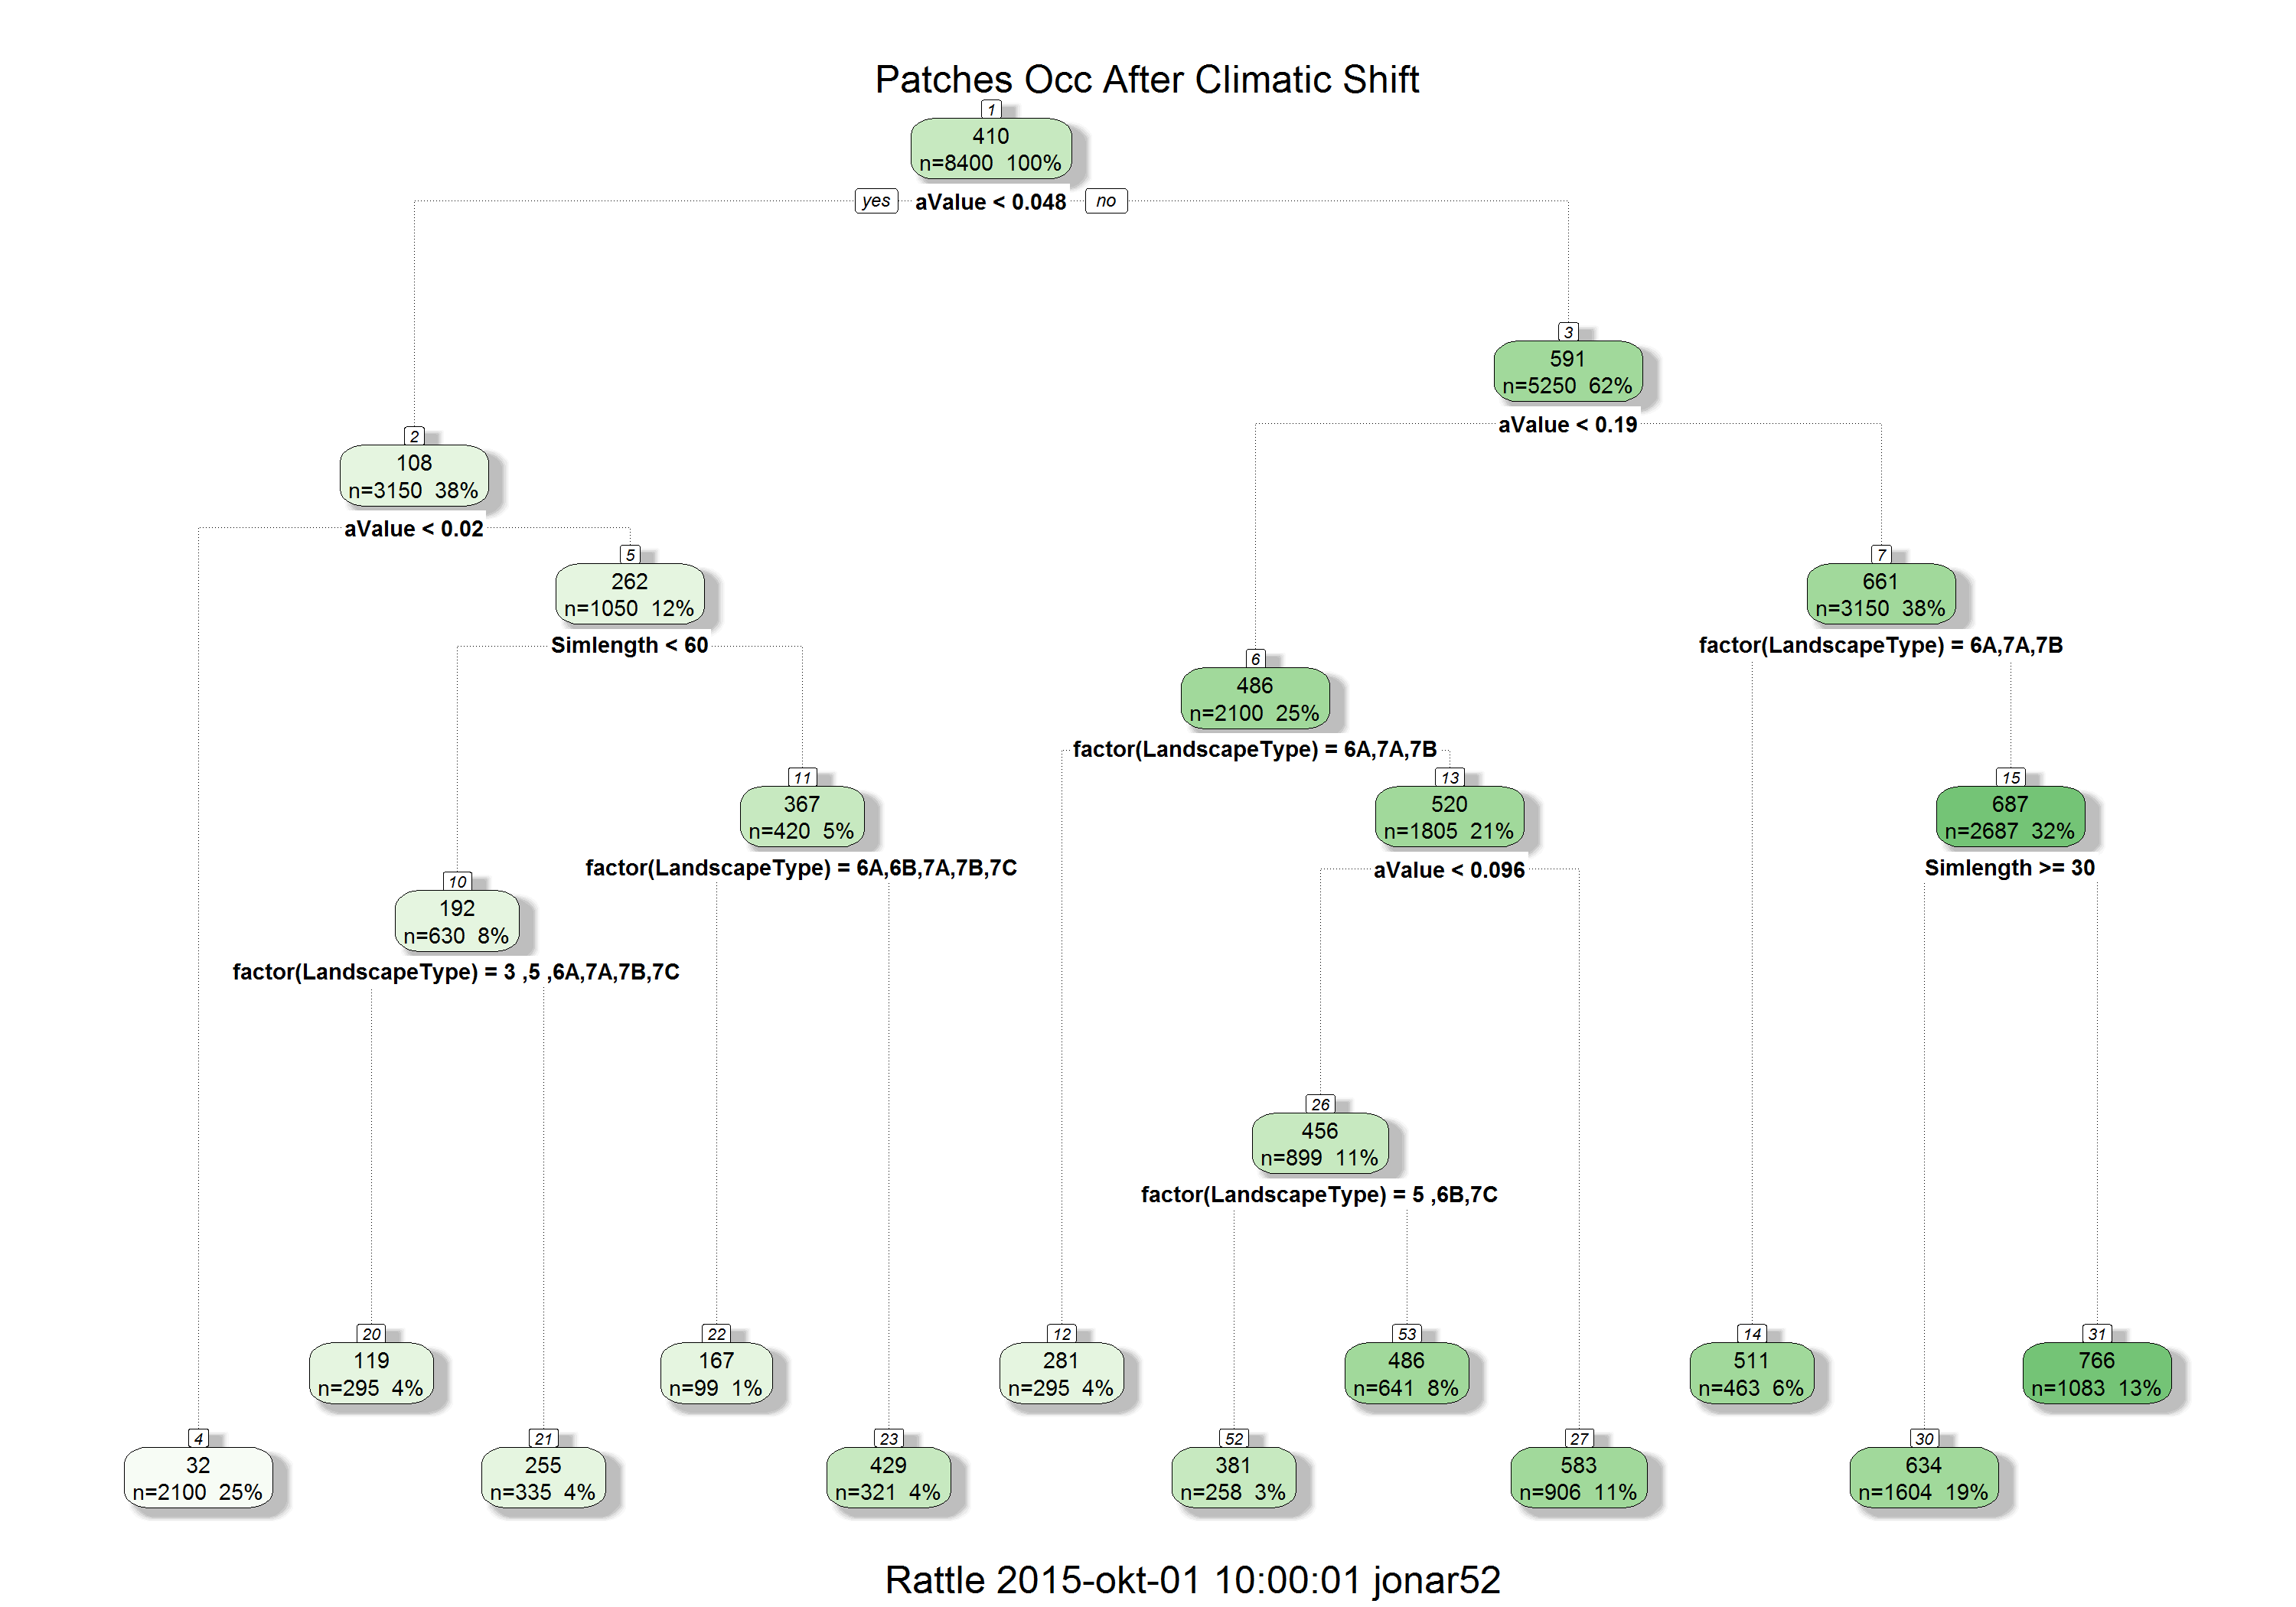 Patches Occ After Climatic Shift
1
410
n=8400 100%
yes aValue < 0.048 no
3
591
n=5250 62%
aValue < 0.19
2
108
n=3150 38%
aValue < 0.02
5
262
n=1050 12%
Simlength < 60
7
661
n=3150 38%
factor(LandscapeType) = 6A,7A,7B
6
486
n=2100 25%
factor(LandscapeType) = 6A,7A,7B
11
367
n=420 5%
factor(LandscapeType) = 6A,6B,7A,7B,7C
13
520
n=1805 21%
aValue < 0.096
15
687
n=2687 32%
Simlength >= 30
10
192
n=630 8%
factor(LandscapeType) = 3 ,5 ,6A,7A,7B,7C
26
456
n=899 11%
factor(LandscapeType) = 5 ,6B,7C
20
119
n=295 4%
22
167
n=99 1%
12
281
n=295 4%
53
486
n=641 8%
14
511
n=463 6%
31
766
n=1083 13%
4
32
n=2100 25%
21
255
n=335 4%
23
429
n=321 4%
52
381
n=258 3%
27
583
n=906 11%
30
634
n=1604 19%
Rattle 2015-okt-01 10:00:01 jonar52